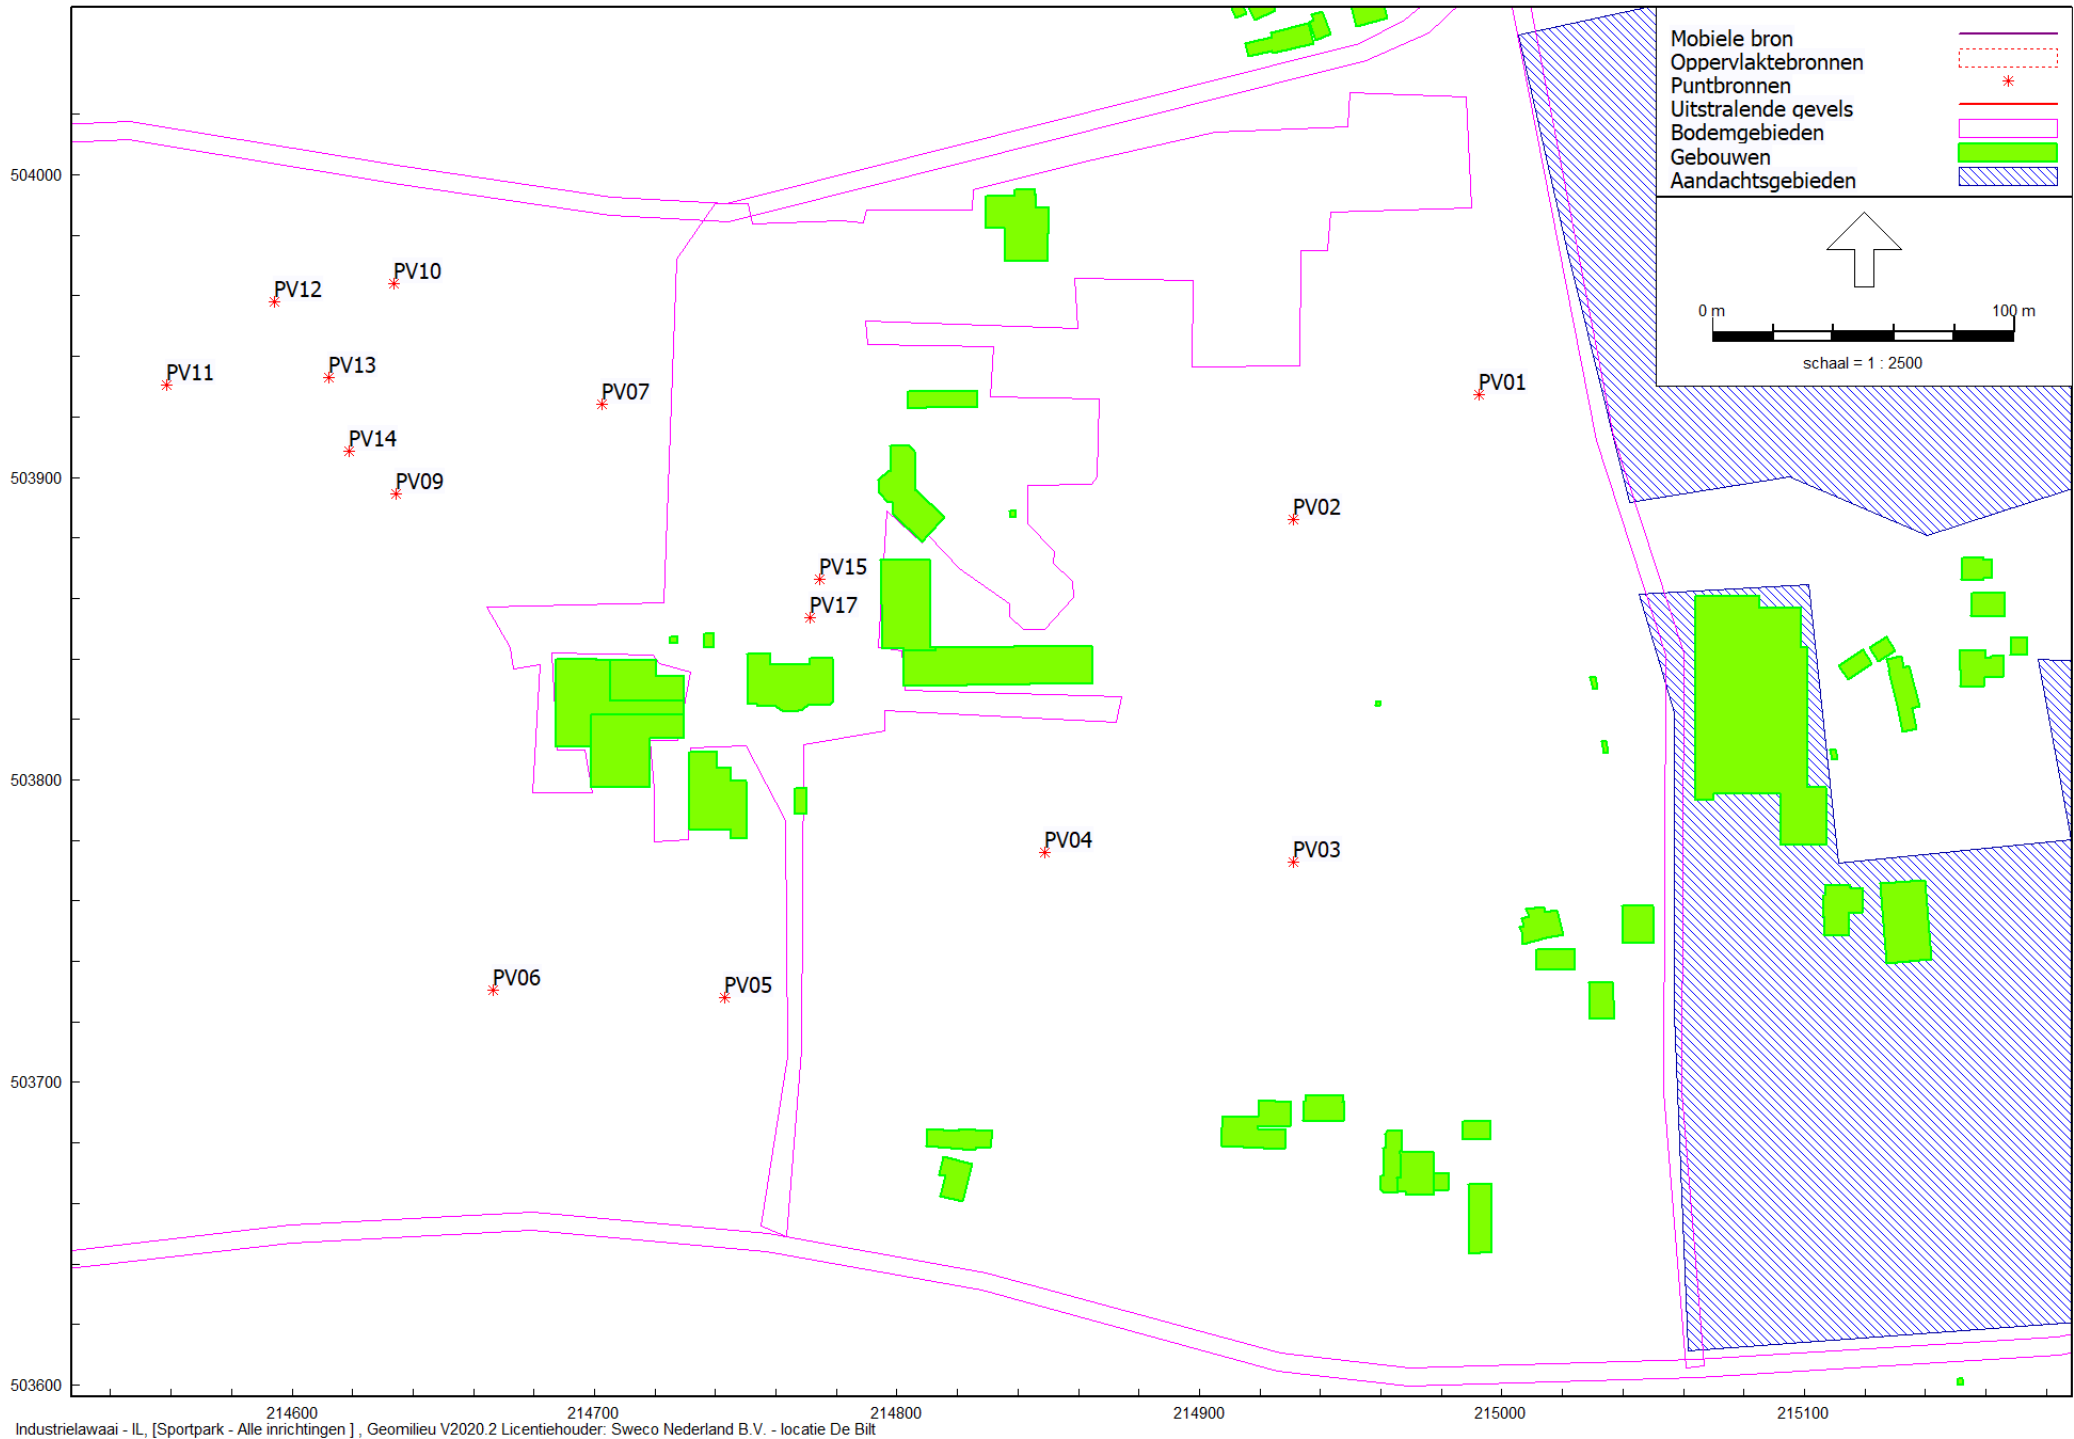 Mobiele bron
Oppervlaktebronnen
Puntbronnen
Uitstralende gevels
Bodemgebieden
Gebouwen
Aandachtsgebieden
0 m 100 m
schaal = 1 : 2500
504000
503900
503800
503700
503600
PV10
PV12
PV13
PV11
PV07
PV01
PV14
PV09
PV02
PV15
PV17
PV04
PV03
PV06
PV05
214600 214700 214800 214900 215000 215100
Industrielawaai - IL, [Sportpark - Alle inrichtingen ] , Geomilieu V2020.2 Licentiehouder: Sweco Nederland B.V. - locatie De Bilt